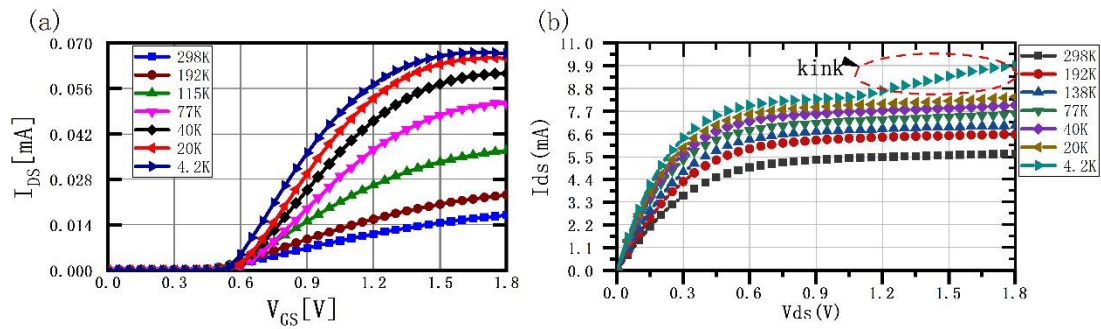 (a)
I_DS[mA]
0.070
0.056
0.042
0.028
0.014
0.000
298K
192K
115K
77K
40K
20K
4.2K
0.0 0.3 0.6 0.9 1.2 1.5 1.8
V_GS[V]
(b)
Ids(mA)
11.0
9.9
8.8
7.7
6.6
5.5
4.4
3.3
2.2
1.1
0.0
kink
298K
192K
138K
77K
40K
20K
4.2K
0.0 0.3 0.6 0.9 1.2 1.5 1.8
Vds(V)